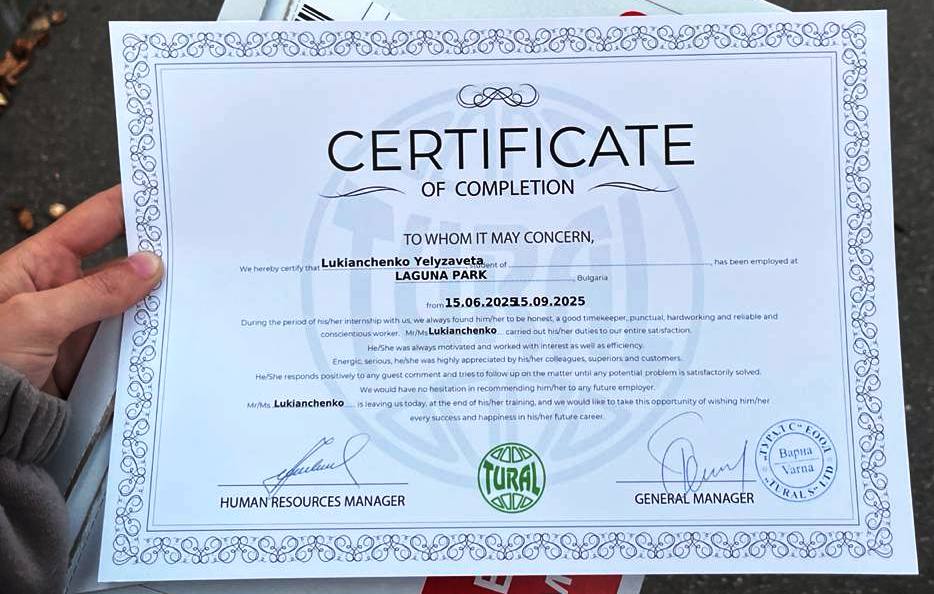 CERTIFICATE
OF COMPLETION
TO WHOM IT MAY CONCERN,
We hereby certify that Lukianchenko Yelyzaveta student of , has been employed at
LAGUNA PARK , Bulgaria
from 15.06.2025 15.09.2025
During the period of his/her internship with us, we always found him/her to be honest, a good timekeeper, punctual, hardworking and reliable and
conscientious worker. Mr/Ms Lukianchenko carried out his/her duties to our entire satisfaction.
He/She was always motivated and worked with interest as well as efficiency.
Energic, serious, he/she was highly appreciated by his/her colleagues, superiors and customers.
He/She responds positively to any guest comment and tries to follow up on the matter until any potential problem is satisfactorily solved.
We would have no hesitation in recommending him/her to any future employer.
Mr/Ms Lukianchenko is leaving us today, at the end of his/her training, and we would like to take this opportunity of wishing him/her
every success and happiness in his/her future career.
HUMAN RESOURCES MANAGER
TURAL
GENERAL MANAGER
"ТУРАЛ С" ЕООД
Варна
Varna
"TURAL S" LTD
TURAL